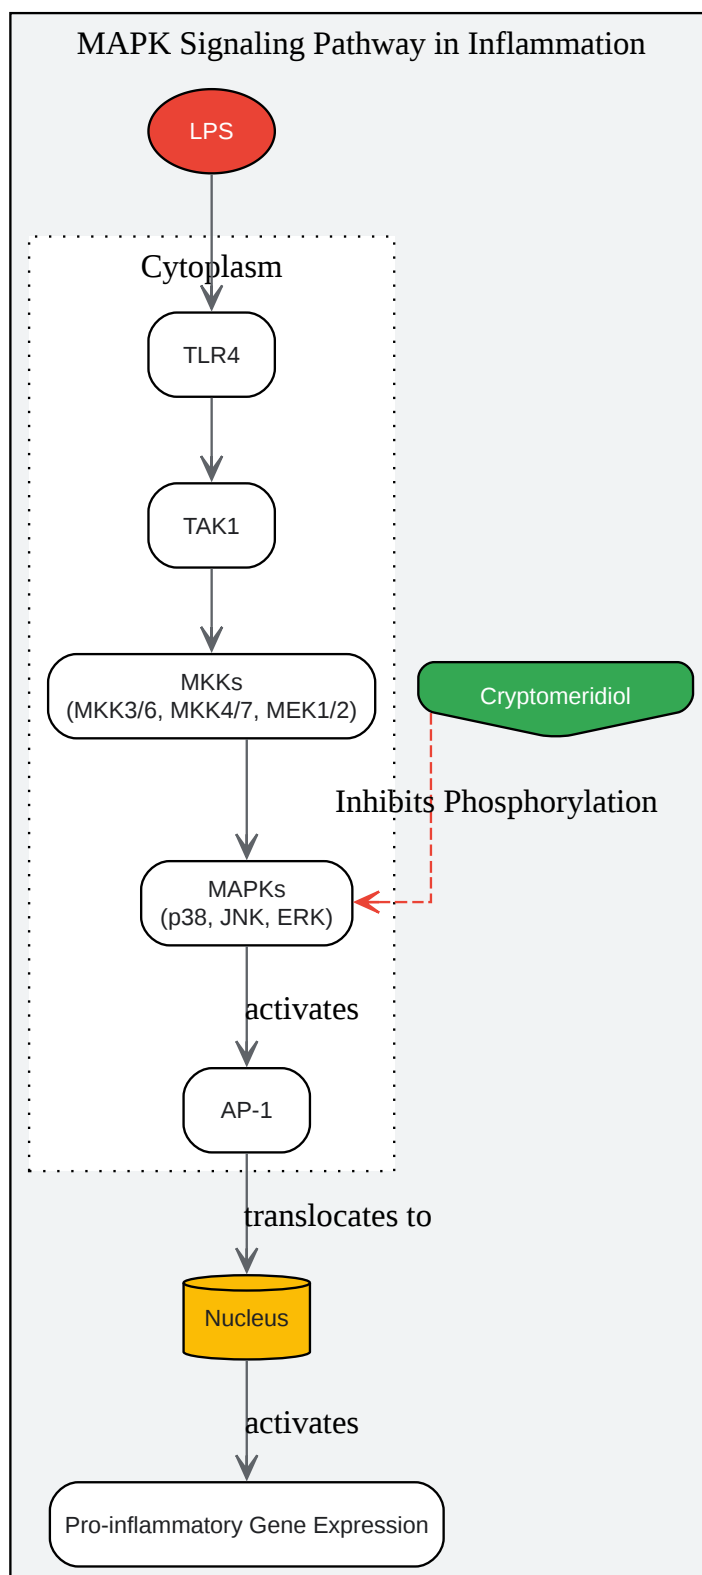 MAPK Signaling Pathway in Inflammation
LPS
Cytoplasm
TLR4
TAK1
MKKs
(MKK3/6, MKK4/7, MEK1/2)
Cryptomeridiol
Inhibits Phosphorylation
MAPKs
(p38, JNK, ERK)
activates
AP-1
translocates to
Nucleus
activates
Pro-inflammatory Gene Expression